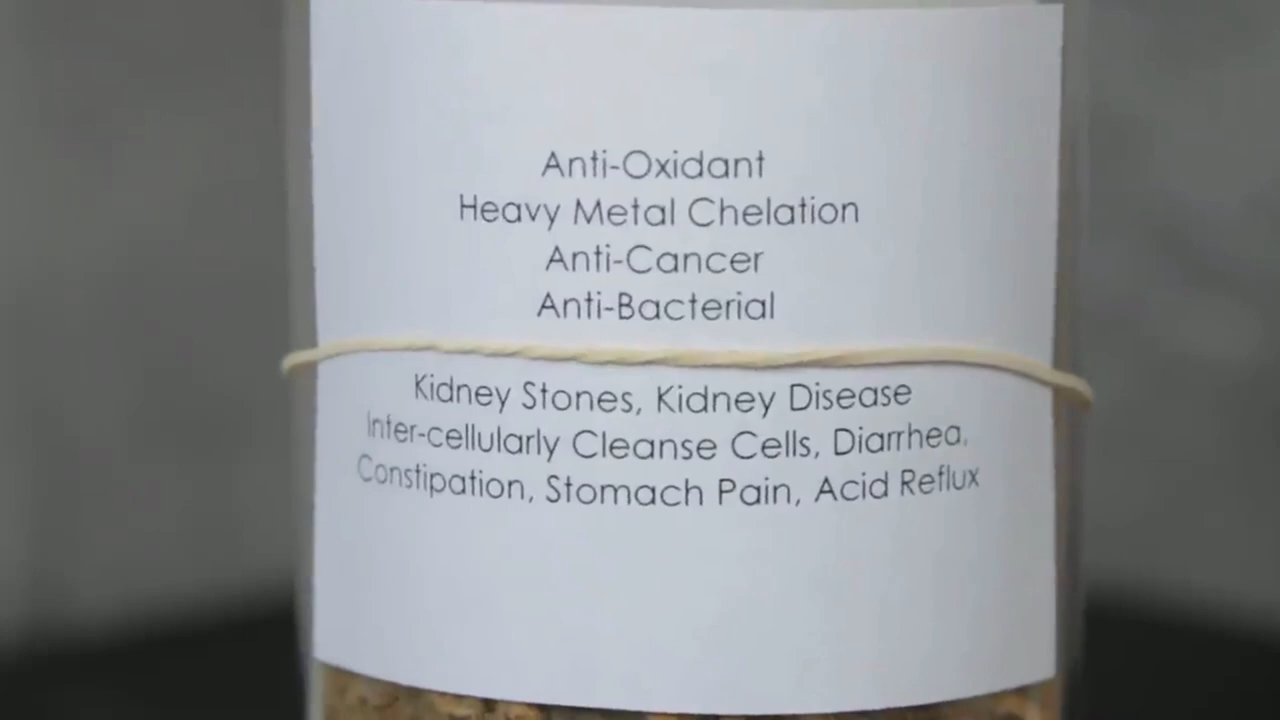 Anti-Oxidant
Heavy Metal Chelation
Anti-Cancer
Anti-Bacterial
Kidney Stones, Kidney Disease
Inter-cellularly Cleanse Cells, Diarrhea,
Constipation, Stomach Pain, Acid Reflux